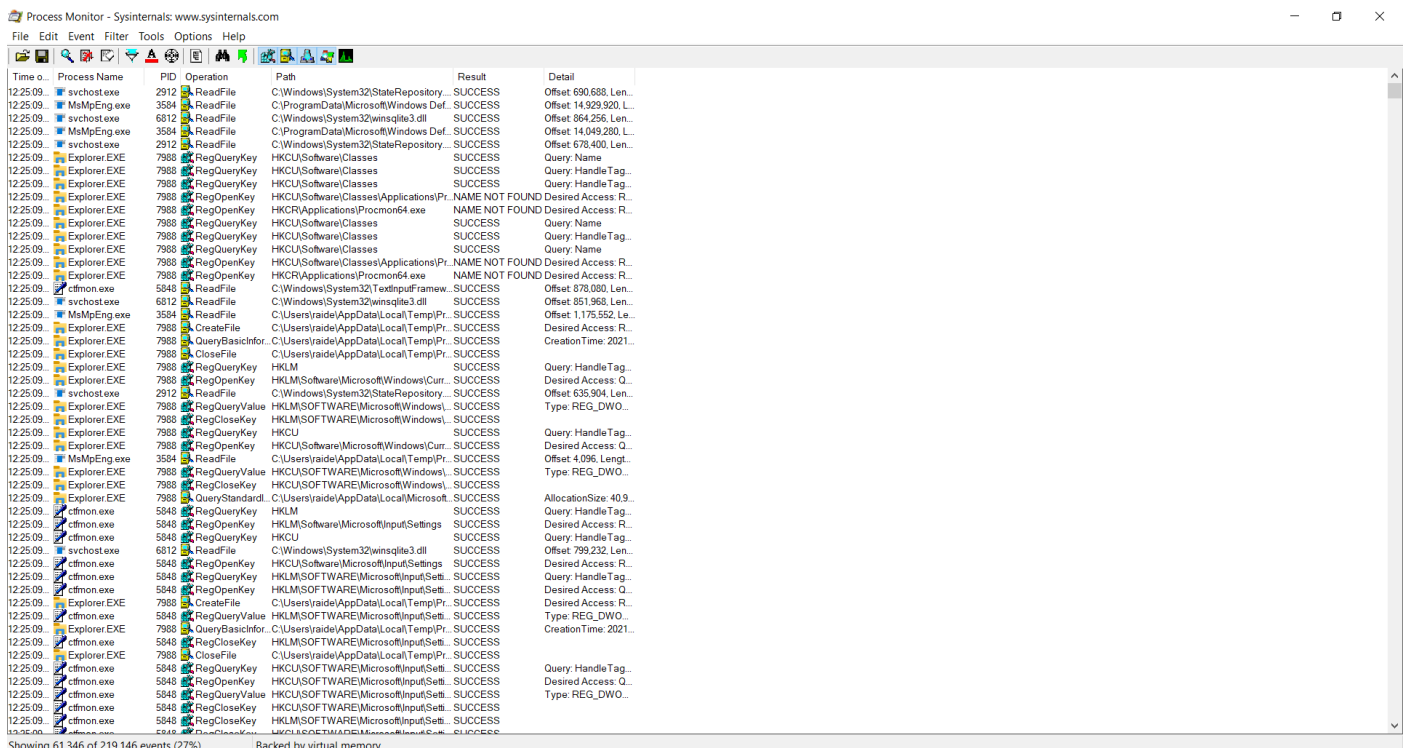 Process Monitor - Sysinternals: www.sysinternals.com
File Edit Event Filter Tools Options Help
Time o... Process Name PID Operation Path Result Detail
12:25:09... svchost.exe 2912 ReadFile C:\Windows\System32\StateRepository.... SUCCESS Offset: 690,688, Len...
12:25:09... MsMpEng.exe 3584 ReadFile C:\ProgramData\Microsoft\Windows Def... SUCCESS Offset: 14,929,920, L...
12:25:09... svchost.exe 6812 ReadFile C:\Windows\System32\winsqlite3.dll SUCCESS Offset: 864,256, Len...
12:25:09... MsMpEng.exe 3584 ReadFile C:\ProgramData\Microsoft\Windows Def... SUCCESS Offset: 14,049,280, L...
12:25:09... svchost.exe 2912 ReadFile C:\Windows\System32\StateRepository.... SUCCESS Offset: 678,400, Len...
12:25:09... Explorer.EXE 7988 RegQueryKey HKCU\Software\Classes SUCCESS Query: Name
12:25:09... Explorer.EXE 7988 RegQueryKey HKCU\Software\Classes SUCCESS Query: HandleTag...
12:25:09... Explorer.EXE 7988 RegQueryKey HKCU\Software\Classes SUCCESS Query: HandleTag...
12:25:09... Explorer.EXE 7988 RegOpenKey HKCU\Software\Classes\Applications\Pr... NAME NOT FOUND Desired Access: R...
12:25:09... Explorer.EXE 7988 RegOpenKey HKCR\Applications\Procmon64.exe NAME NOT FOUND Desired Access: R...
12:25:09... Explorer.EXE 7988 RegQueryKey HKCU\Software\Classes SUCCESS Query: Name
12:25:09... Explorer.EXE 7988 RegQueryKey HKCU\Software\Classes SUCCESS Query: HandleTag...
12:25:09... Explorer.EXE 7988 RegQueryKey HKCU\Software\Classes SUCCESS Query: Name
12:25:09... Explorer.EXE 7988 RegOpenKey HKCU\Software\Classes\Applications\Pr... NAME NOT FOUND Desired Access: R...
12:25:09... Explorer.EXE 7988 RegOpenKey HKCR\Applications\Procmon64.exe NAME NOT FOUND Desired Access: R...
12:25:09... ctfmon.exe 5848 ReadFile C:\Windows\System32\TextInputFramew... SUCCESS Offset: 878,080, Len...
12:25:09... svchost.exe 6812 ReadFile C:\Windows\System32\winsqlite3.dll SUCCESS Offset: 851,968, Len...
12:25:09... MsMpEng.exe 3584 ReadFile C:\Users\raide\AppData\Local\Temp\Pr... SUCCESS Offset: 1,175,552, Le...
12:25:09... Explorer.EXE 7988 CreateFile C:\Users\raide\AppData\Local\Temp\Pr... SUCCESS Desired Access: R...
12:25:09... Explorer.EXE 7988 QueryBasicInfor... C:\Users\raide\AppData\Local\Temp\Pr... SUCCESS CreationTime: 2021...
12:25:09... Explorer.EXE 7988 CloseFile C:\Users\raide\AppData\Local\Temp\Pr... SUCCESS
12:25:09... Explorer.EXE 7988 RegQueryKey HKLM SUCCESS Query: HandleTag...
12:25:09... Explorer.EXE 7988 RegOpenKey HKLM\Software\Microsoft\Windows\Curr... SUCCESS Desired Access: Q...
12:25:09... svchost.exe 2912 ReadFile C:\Windows\System32\StateRepository.... SUCCESS Offset: 635,904, Len...
12:25:09... Explorer.EXE 7988 RegQueryValue HKLM\SOFTWARE\Microsoft\Windows\... SUCCESS Type: REG_DWO...
12:25:09... Explorer.EXE 7988 RegCloseKey HKLM\SOFTWARE\Microsoft\Windows\... SUCCESS
12:25:09... Explorer.EXE 7988 RegQueryKey HKCU SUCCESS Query: HandleTag...
12:25:09... Explorer.EXE 7988 RegOpenKey HKCU\Software\Microsoft\Windows\Curr... SUCCESS Desired Access: Q...
12:25:09... MsMpEng.exe 3584 ReadFile C:\Users\raide\AppData\Local\Temp\Pr... SUCCESS Offset: 4,096, Lengt...
12:25:09... Explorer.EXE 7988 RegQueryValue HKCU\SOFTWARE\Microsoft\Windows\... SUCCESS Type: REG_DWO...
12:25:09... Explorer.EXE 7988 RegCloseKey HKCU\SOFTWARE\Microsoft\Windows\... SUCCESS
12:25:09... Explorer.EXE 7988 QueryStandardI... C:\Users\raide\AppData\Local\Microsoft... SUCCESS AllocationSize: 40,9...
12:25:09... ctfmon.exe 5848 RegQueryKey HKLM SUCCESS Query: HandleTag...
12:25:09... ctfmon.exe 5848 RegOpenKey HKLM\Software\Microsoft\Input\Settings SUCCESS Desired Access: R...
12:25:09... ctfmon.exe 5848 RegQueryKey HKCU SUCCESS Query: HandleTag...
12:25:09... svchost.exe 6812 ReadFile C:\Windows\System32\winsqlite3.dll SUCCESS Offset: 799,232, Len...
12:25:09... ctfmon.exe 5848 RegOpenKey HKCU\Software\Microsoft\Input\Settings SUCCESS Desired Access: R...
12:25:09... ctfmon.exe 5848 RegQueryKey HKLM\SOFTWARE\Microsoft\Input\Setti... SUCCESS Query: HandleTag...
12:25:09... ctfmon.exe 5848 RegOpenKey HKLM\SOFTWARE\Microsoft\Input\Setti... SUCCESS Desired Access: Q...
12:25:09... Explorer.EXE 7988 CreateFile C:\Users\raide\AppData\Local\Temp\Pr... SUCCESS Desired Access: R...
12:25:09... ctfmon.exe 5848 RegQueryValue HKLM\SOFTWARE\Microsoft\Input\Setti... SUCCESS Type: REG_DWO...
12:25:09... Explorer.EXE 7988 QueryBasicInfor... C:\Users\raide\AppData\Local\Temp\Pr... SUCCESS CreationTime: 2021...
12:25:09... ctfmon.exe 5848 RegCloseKey HKLM\SOFTWARE\Microsoft\Input\Setti... SUCCESS
12:25:09... Explorer.EXE 7988 CloseFile C:\Users\raide\AppData\Local\Temp\Pr... SUCCESS
12:25:09... ctfmon.exe 5848 RegQueryKey HKCU\SOFTWARE\Microsoft\Input\Setti... SUCCESS Query: HandleTag...
12:25:09... ctfmon.exe 5848 RegOpenKey HKCU\SOFTWARE\Microsoft\Input\Setti... SUCCESS Desired Access: Q...
12:25:09... ctfmon.exe 5848 RegQueryValue HKCU\SOFTWARE\Microsoft\Input\Setti... SUCCESS Type: REG_DWO...
12:25:09... ctfmon.exe 5848 RegCloseKey HKCU\SOFTWARE\Microsoft\Input\Setti... SUCCESS
12:25:09... ctfmon.exe 5848 RegCloseKey HKLM\SOFTWARE\Microsoft\Input\Setti... SUCCESS
12:25:09... ctfmon.exe 5848 RegCloseKey HKCU\SOFTWARE\Microsoft\Input\Setti... SUCCESS
Showing 61,346 of 219,146 events (27%) Backed by virtual memory